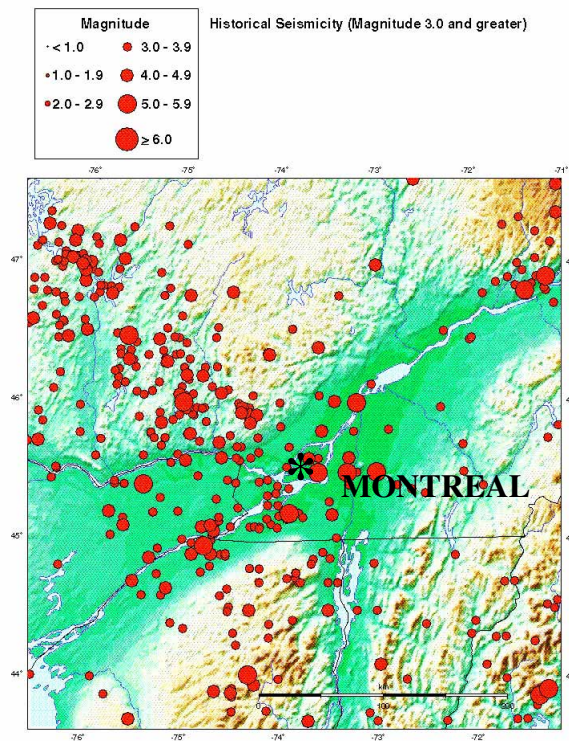 Magnitude
Historical Seismicity (Magnitude 3.0 and greater)
< 1.0
3.0 - 3.9
1.0 - 1.9
4.0 - 4.9
2.0 - 2.9
5.0 - 5.9
≥ 6.0
-76° -75° -74° -73° -72° -71°
47°
46°
MONTREAL
45°
44°
km
0 100 200
-76° -75° -74° -73° -72° -71°